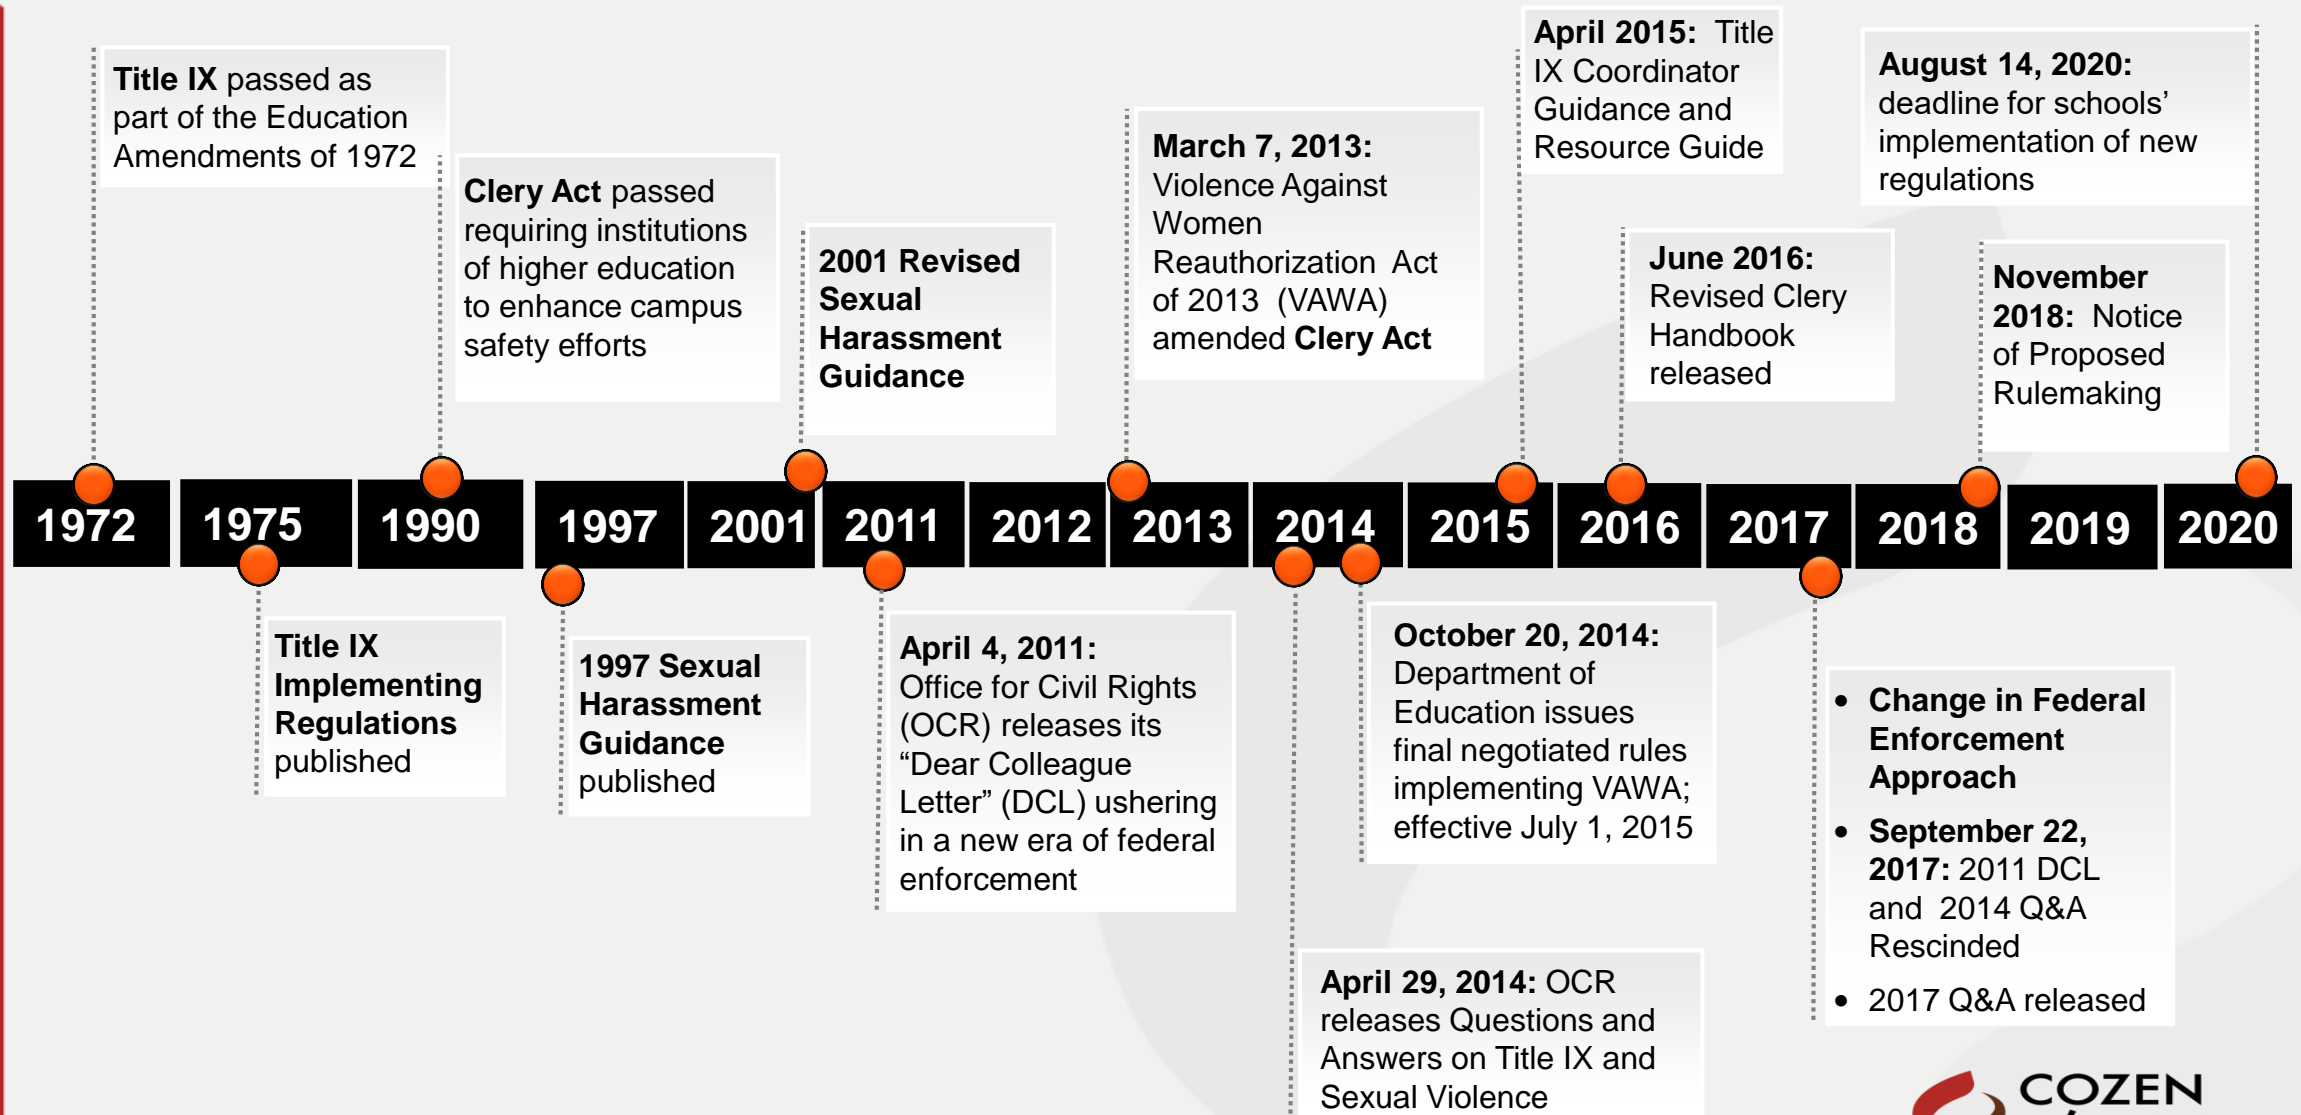 Title IX passed as
part of the Education
Amendments of 1972
Clery Act passed
requiring institutions
of higher education
to enhance campus
safety efforts
2001 Revised
Sexual
Harassment
Guidance
March 7, 2013:
Violence Against
Women
Reauthorization Act
of 2013 (VAWA)
amended Clery Act
April 2015: Title
IX Coordinator
Guidance and
Resource Guide
June 2016:
Revised Clery
Handbook
released
August 14, 2020:
deadline for schools’
implementation of new
regulations
November
2018: Notice
of Proposed
Rulemaking
1972 1975 1990 1997 2001 2011 2012 2013 2014 2015 2016 2017 2018 2019 2020
Title IX
Implementing
Regulations
published
1997 Sexual
Harassment
Guidance
published
April 4, 2011:
Office for Civil Rights
(OCR) releases its
“Dear Colleague
Letter” (DCL) ushering
in a new era of federal
enforcement
April 29, 2014: OCR
releases Questions and
Answers on Title IX and
Sexual Violence
October 20, 2014:
Department of
Education issues
final negotiated rules
implementing VAWA;
effective July 1, 2015
• Change in Federal
Enforcement
Approach
• September 22,
2017: 2011 DCL
and 2014 Q&A
Rescinded
• 2017 Q&A released
COZEN